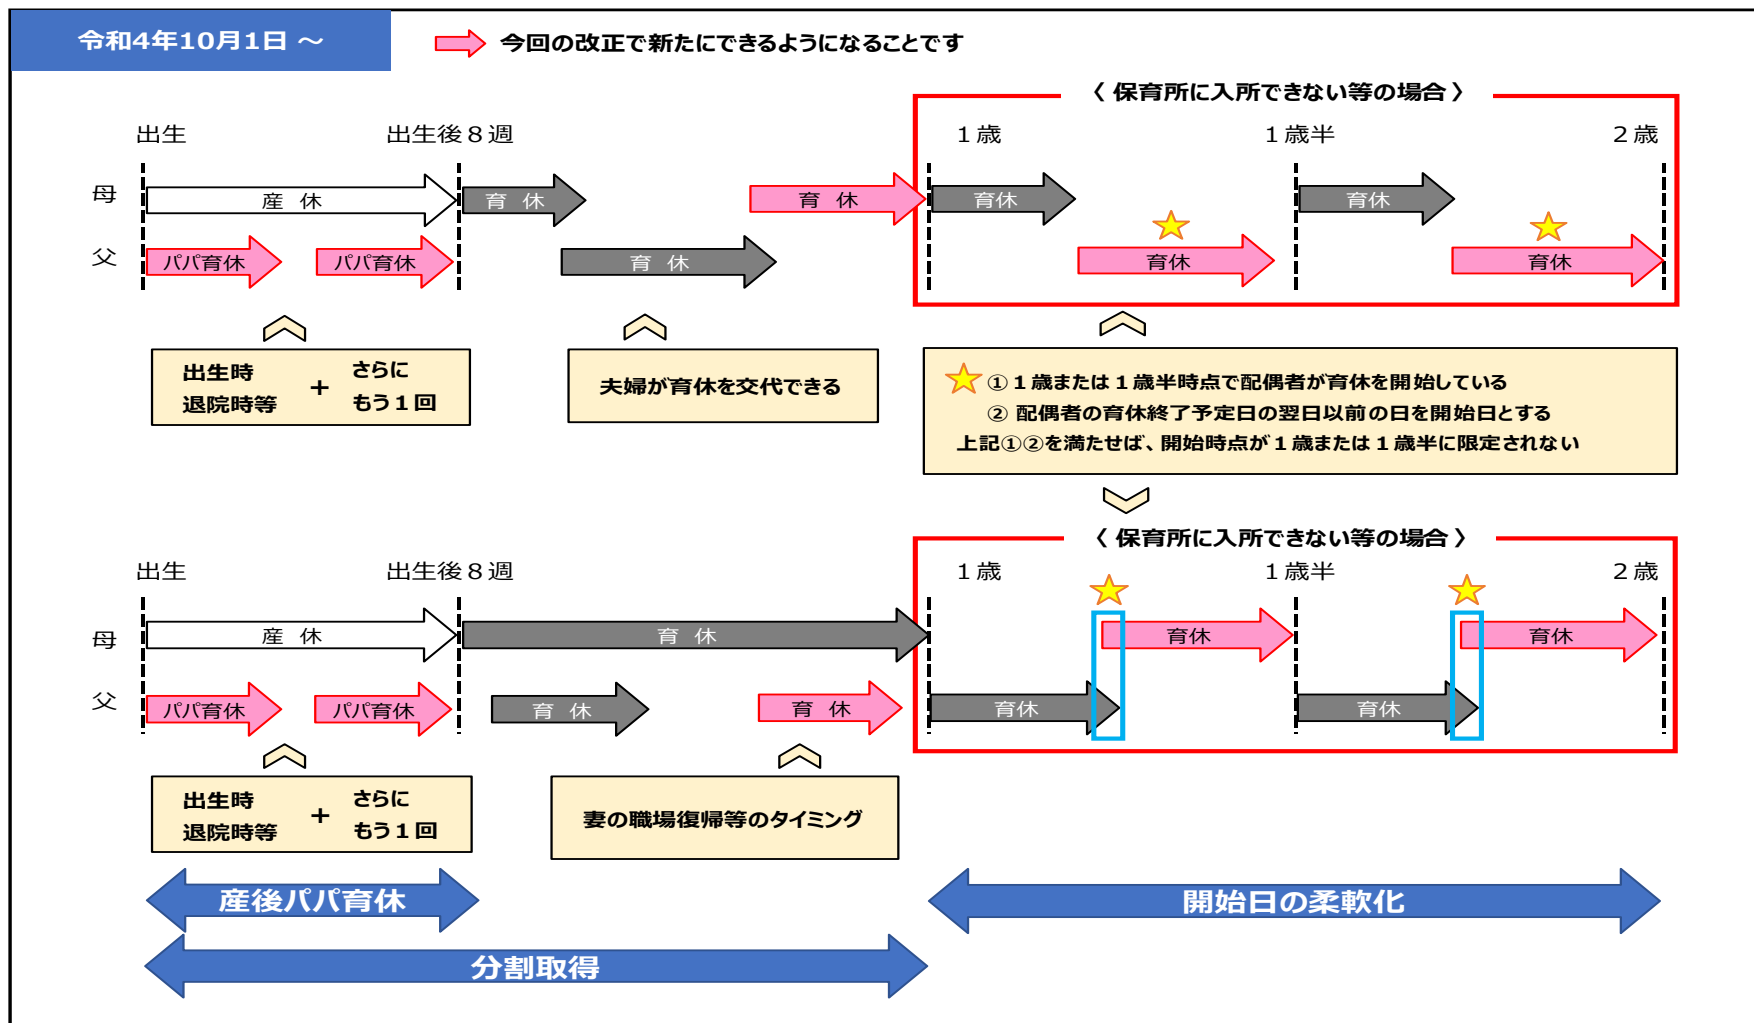 令和4年10月1日 ～
今回の改正で新たにできるようになることです
〈 保育所に入所できない等の場合 〉
出生
出生後８週
１歳
１歳半
２歳
母
産 休
育 休
育 休
育休
育休
父
パパ育休
パパ育休
育 休
育休
育休
出生時
退院時等
+
さらに
もう１回
夫婦が育休を交代できる
① １歳または１歳半時点で配偶者が育休を開始している
② 配偶者の育休終了予定日の翌日以前の日を開始日とする
上記①②を満たせば、開始時点が１歳または１歳半に限定されない
〈 保育所に入所できない等の場合 〉
出生
出生後８週
１歳
１歳半
２歳
母
産 休
育 休
育休
育休
父
パパ育休
パパ育休
育 休
育 休
育休
育休
出生時
退院時等
+
さらに
もう１回
妻の職場復帰等のタイミング
産後パパ育休
開始日の柔軟化
分割取得